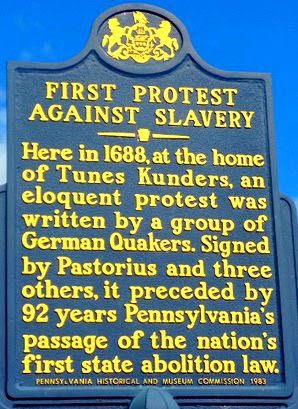 FIRST PROTEST
AGAINST SLAVERY
Here in 1688, at the home
of Tunes Kunders, an
eloquent protest was
written by a group of
German Quakers. Signed
by Pastorius and three
others, it preceded by
92 years Pennsylvania's
passage of the nation's
first state abolition law.
PENNSYLVANIA HISTORICAL AND MUSEUM COMMISSION 1983